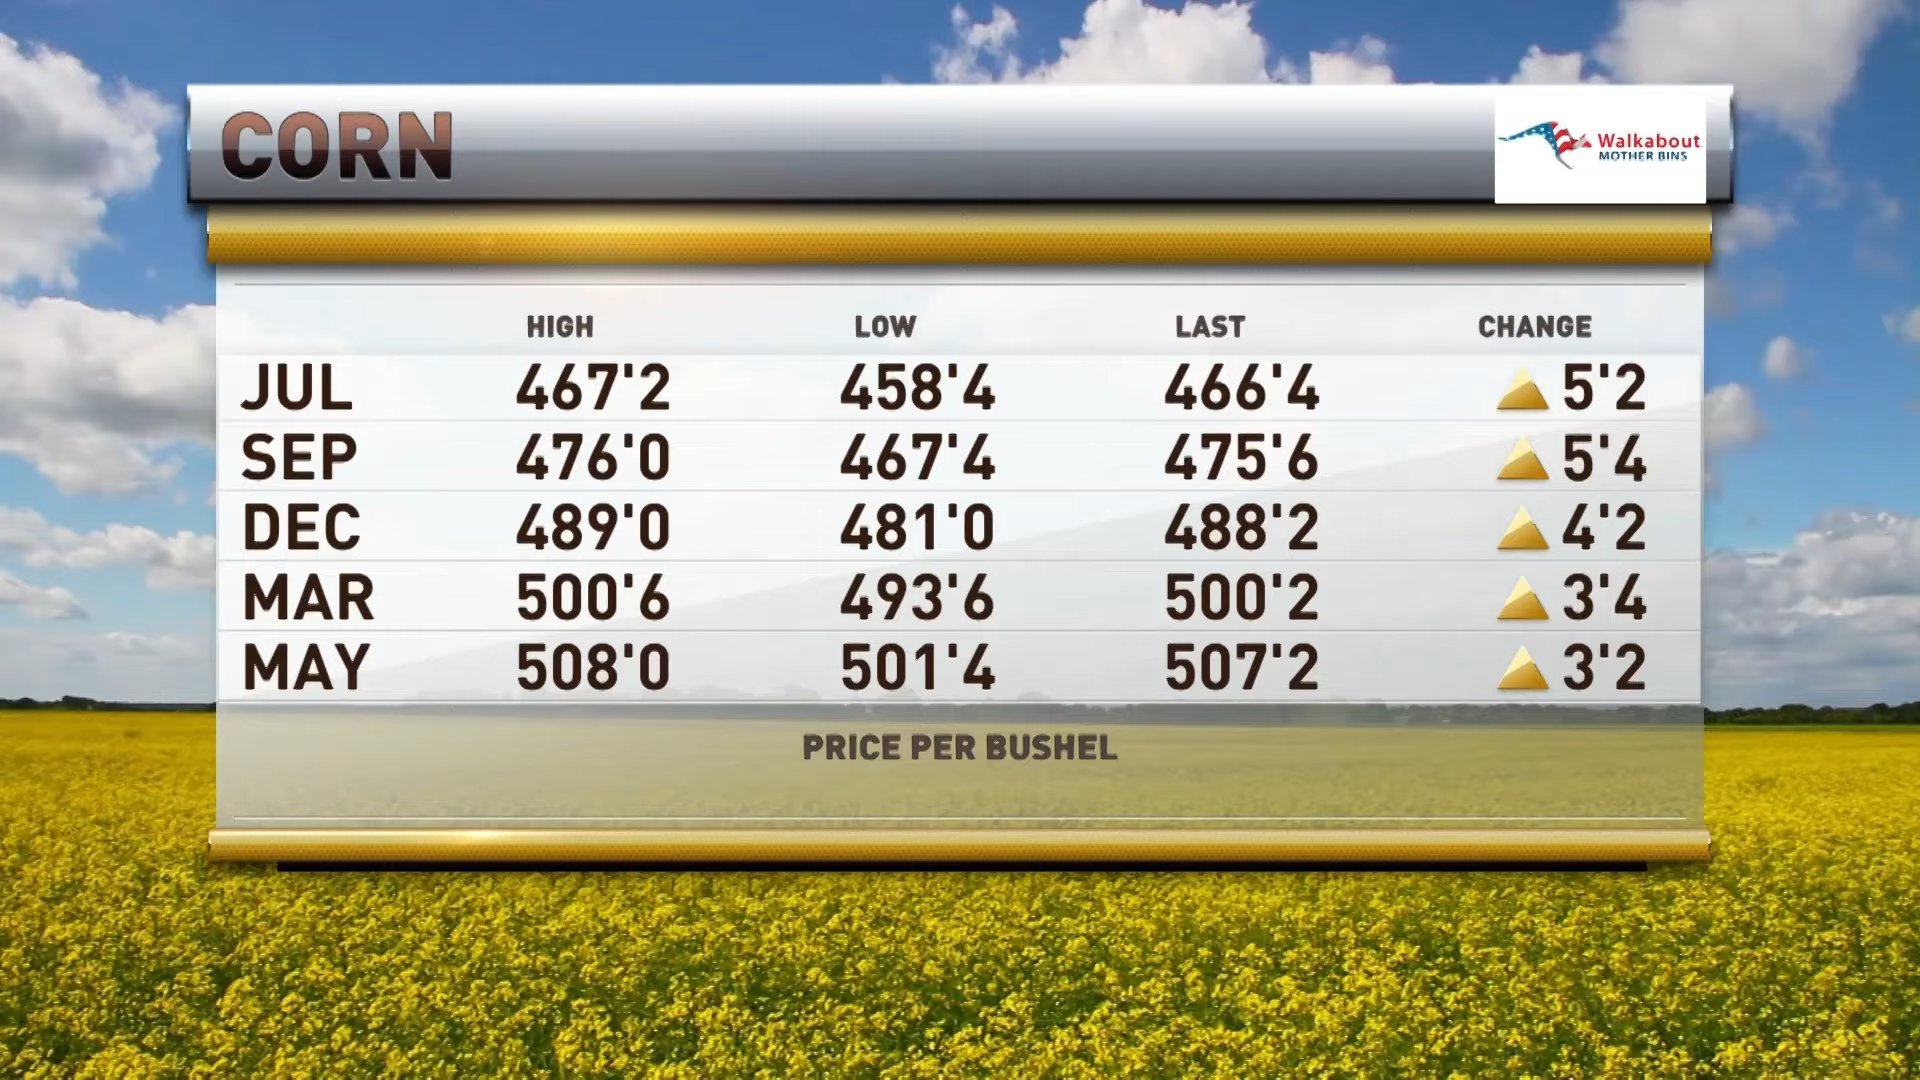 CORN
Walkabout
MOTHER BINS
HIGH LOW LAST CHANGE
JUL 467'2 458'4 466'4 5'2
SEP 476'0 467'4 475'6 5'4
DEC 489'0 481'0 488'2 4'2
MAR 500'6 493'6 500'2 3'4
MAY 508'0 501'4 507'2 3'2
PRICE PER BUSHEL